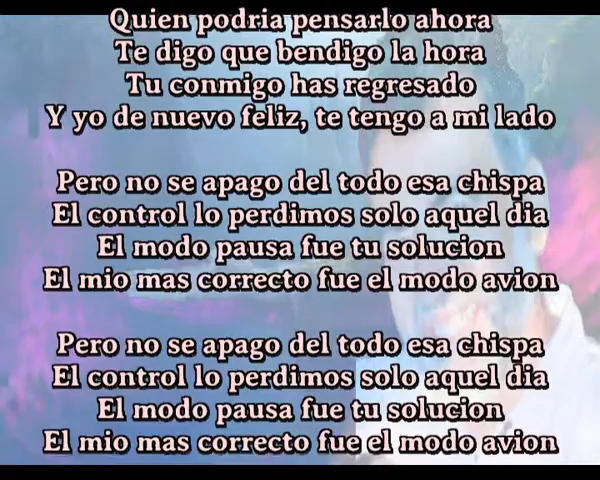 Quien podria pensarlo ahora
Te digo que bendigo la hora
Tu conmigo has regresado
Y yo de nuevo feliz, te tengo a mi lado
Pero no se apago del todo esa chispa
El control lo perdimos solo aquel dia
El modo pausa fue tu solucion
El mio mas correcto fue el modo avion
Pero no se apago del todo esa chispa
El control lo perdimos solo aquel dia
El modo pausa fue tu solucion
El mio mas correcto fue el modo avion